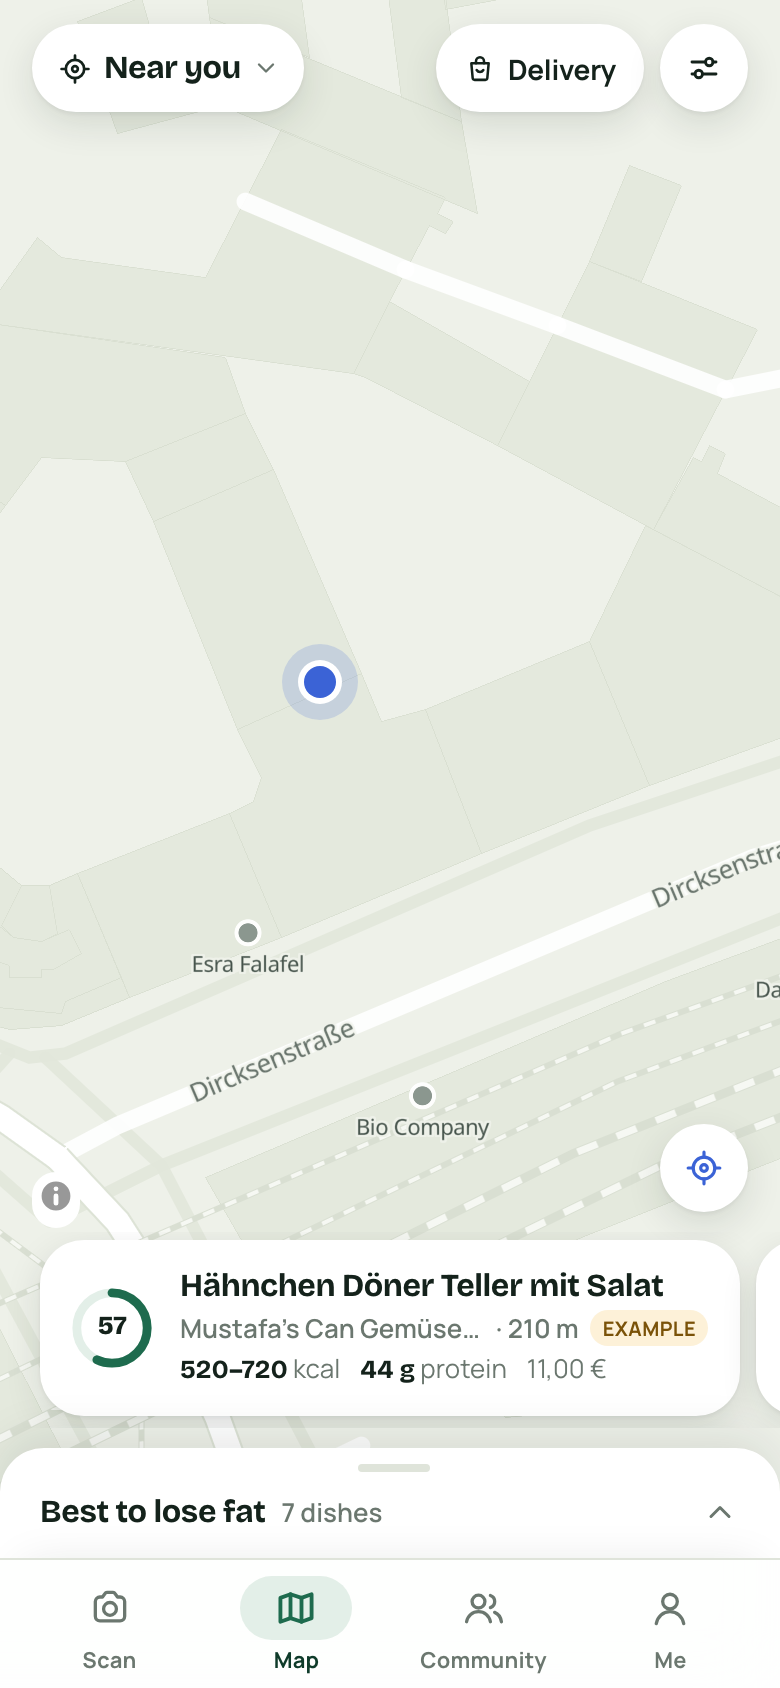 Near you
Delivery
Dircksenstra
Esra Falafel
Da
Dircksenstraße
Bio Company
Hähnchen Döner Teller mit Salat
57
Mustafa's Can Gemüse... · 210 m EXAMPLE
520–720 kcal 44 g protein 11,00 €
Best to lose fat 7 dishes
Scan Map Community Me